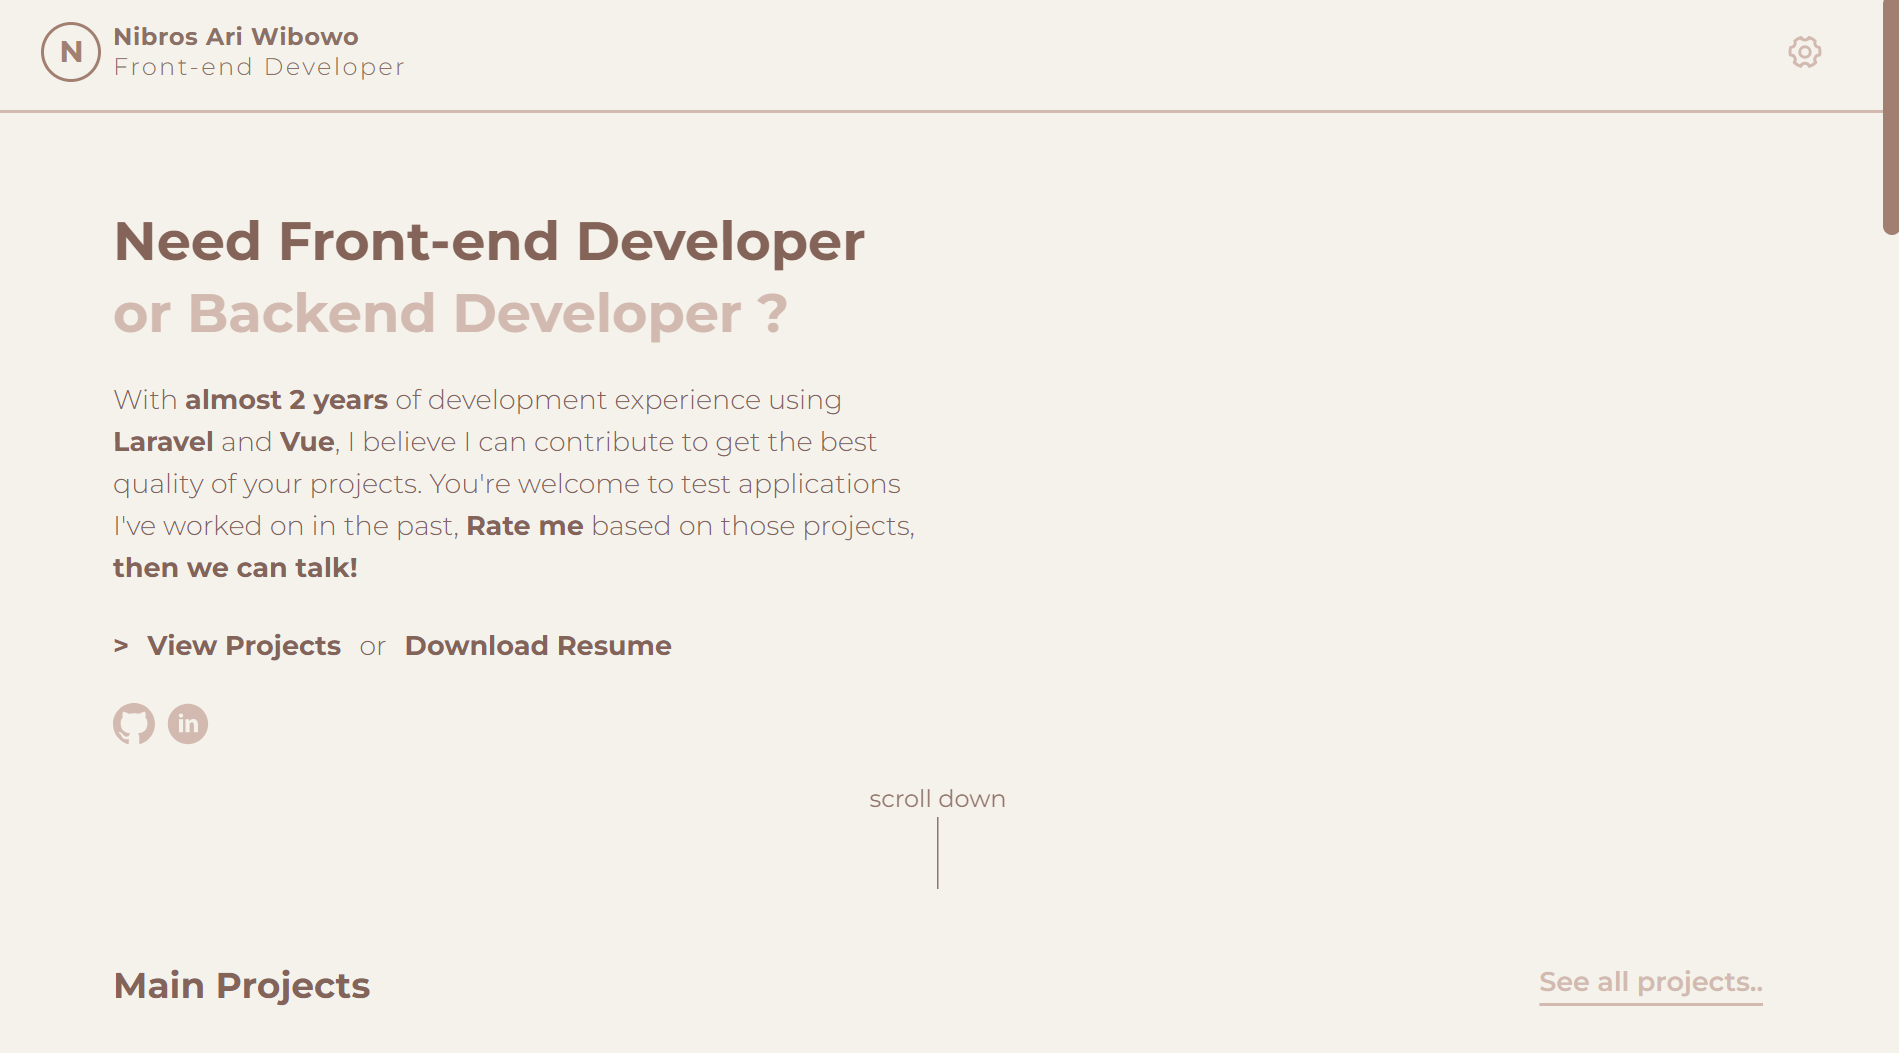 N
Nibros Ari Wibowo
Front-end Developer
Need Front-end Developer
or Backend Developer ?
With almost 2 years of development experience using
Laravel and Vue, I believe I can contribute to get the best
quality of your projects. You're welcome to test applications
I've worked on in the past, Rate me based on those projects,
then we can talk!
> View Projects or Download Resume
in
scroll down
Main Projects
See all projects..